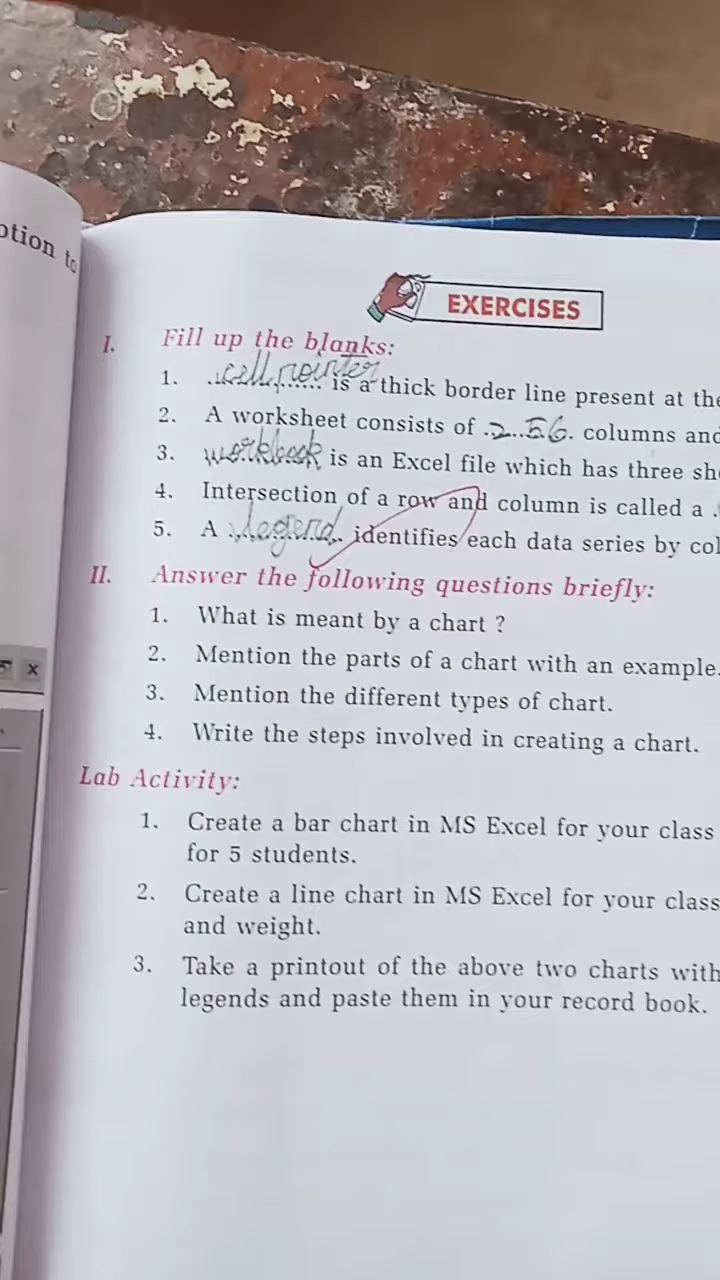 ption to
EXERCISES
I. Fill up the blanks:
1. cell pointer is a thick border line present at the
2. A worksheet consists of .2.56. columns and
3. workbook is an Excel file which has three sh
4. Intersection of a row and column is called a .
5. A legend identifies each data series by col
II. Answer the following questions briefly:
1. What is meant by a chart ?
2. Mention the parts of a chart with an example.
3. Mention the different types of chart.
4. Write the steps involved in creating a chart.
Lab Activity:
1. Create a bar chart in MS Excel for your class
for 5 students.
2. Create a line chart in MS Excel for your class
and weight.
3. Take a printout of the above two charts with
legends and paste them in your record book.